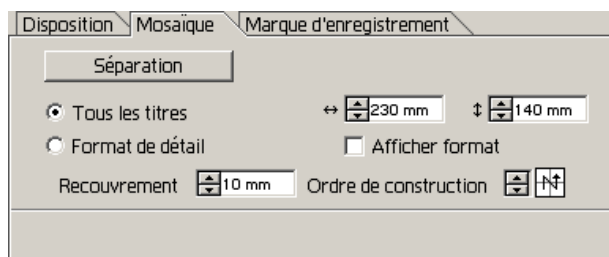 Disposition Mosaïque Marque d'enregistrement
Séparation
Tous les titres 230 mm 140 mm
Format de détail Afficher format
Recouvrement 10 mm Ordre de construction